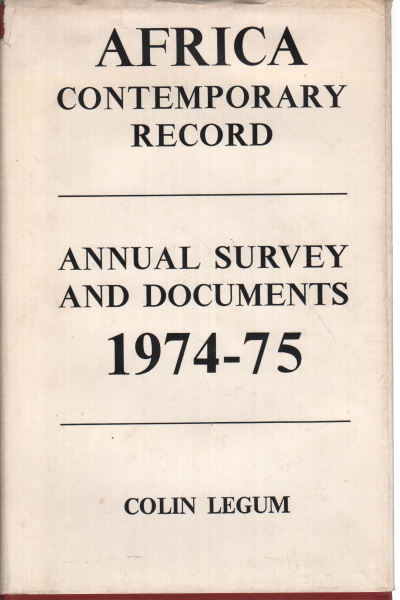 AFRICA
CONTEMPORARY
RECORD
ANNUAL SURVEY
AND DOCUMENTS
1974-75
COLIN LEGUM